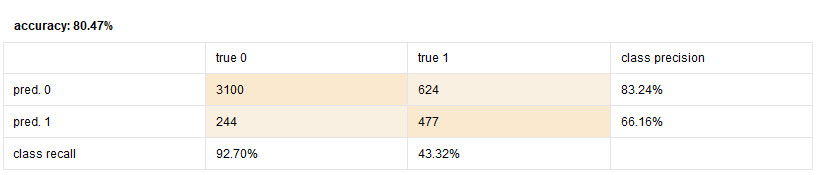 accuracy: 80.47%
true 0 true 1 class precision
pred. 0 3100 624 83.24%
pred. 1 244 477 66.16%
class recall 92.70% 43.32%